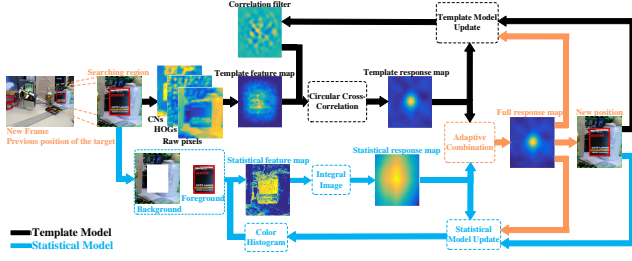 Correlation filter
Template Model
Update
Searching region
Template feature map
Template response map
Circular Cross-
Correlation
CNs
HOGs
Raw pixels
New Frame
Previous position of the target
Full response map
New position
Adaptive
Combination
Statistical feature map
Statistical response map
Integral
Image
Foreground
Background
Color
Histogram
Statistical
Model Update
Template Model
Statistical Model